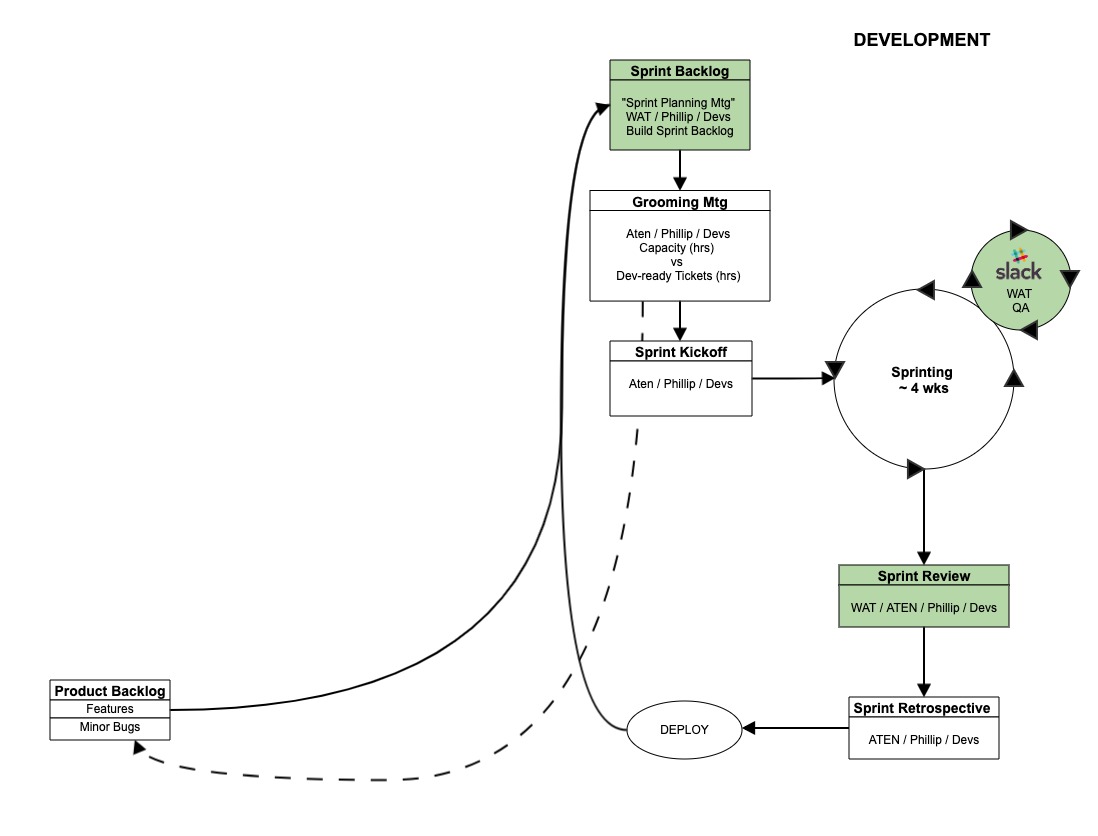 DEVELOPMENT
Sprint Backlog
"Sprint Planning Mtg"
WAT / Phillip / Devs
Build Sprint Backlog
Grooming Mtg
Aten / Phillip / Devs
Capacity (hrs)
vs
Dev-ready Tickets (hrs)
slack
WAT
QA
Sprint Kickoff
Aten / Phillip / Devs
Sprinting
~ 4 wks
Sprint Review
WAT / ATEN / Phillip / Devs
Product Backlog
Features
Minor Bugs
DEPLOY
Sprint Retrospective
ATEN / Phillip / Devs